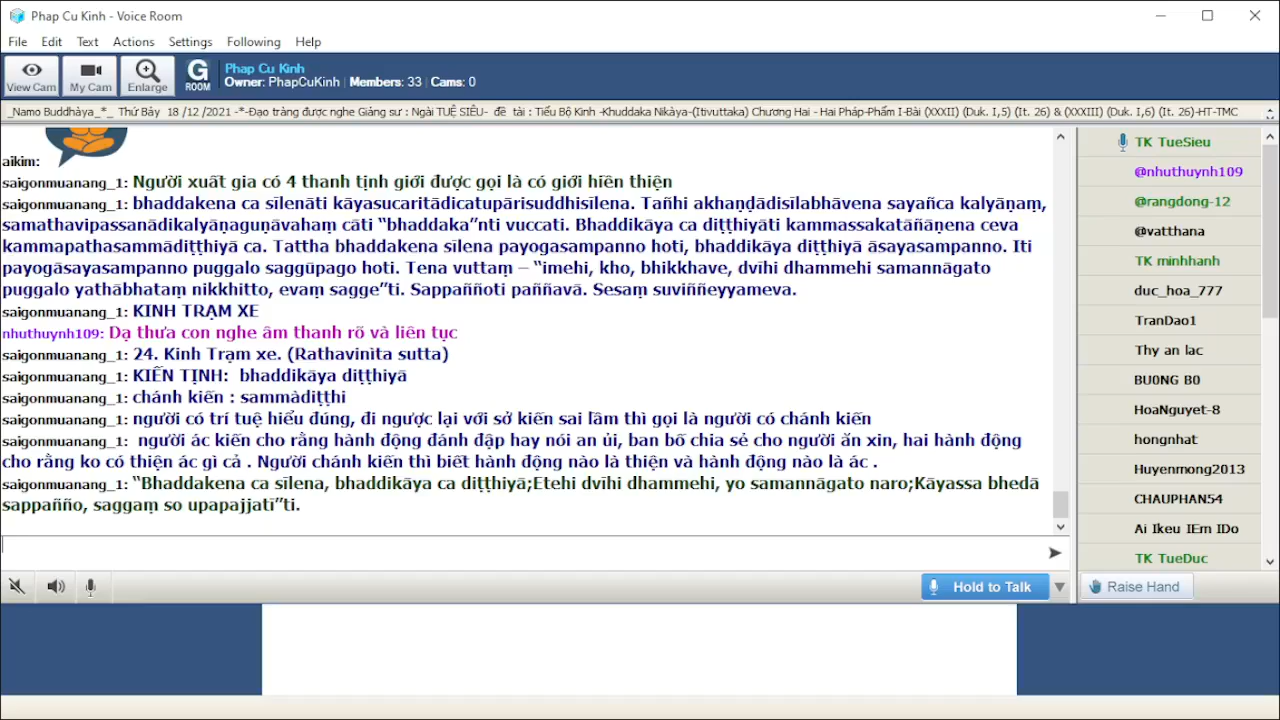 Phap Cu Kinh - Voice Room
File Edit Text Actions Settings Following Help
View Cam
My Cam
Enlarge
G
ROOM
Phap Cu Kinh
Owner: PhapCuKinh | Members: 33 | Cams: 0
_Namo Buddhàya_*_ Thứ Bảy 18 /12 /2021 -*-Đạo tràng được nghe Giảng sư : Ngài TUỆ SIÊU- đề tài : Tiểu Bộ Kinh -Khuddaka Nikàya-(Itivuttaka) Chương Hai - Hai Pháp-Phẩm I-Bài (XXXII) (Duk. I,5) (It. 26) & (XXXIII) (Duk. I,6) (It. 26)-HT-TMC
aikim:
saigonmuanang_1: Người xuất gia có 4 thanh tịnh giới được gọi là có giới hiền thiện
saigonmuanang_1: bhaddakena ca sīlenāti kāyasucaritādicatupārisuddhisīlena. Tañhi akhaṇḍādisīlabhāvena sayañca kalyāṇaṃ,
samathavipassanādikalyāṇaguṇāvahaṃ cāti “bhaddaka”nti vuccati. Bhaddikāya ca diṭṭhiyāti kammassakatāñāṇena ceva
kammapathasammādiṭṭhiyā ca. Tattha bhaddakena sīlena payogasampanno hoti, bhaddikāya diṭṭhiyā āsayasampanno. Iti
payogāsayasampanno puggalo saggūpago hoti. Tena vuttaṃ – “imehi, kho, bhikkhave, dvīhi dhammehi samannāgato
puggalo yathābhataṃ nikkhitto, evaṃ sagge”ti. Sappaññoti paññavā. Sesaṃ suviññeyyameva.
saigonmuanang_1: KINH TRẠM XE
nhuthuynh109: Dạ thưa con nghe âm thanh rõ và liên tục
saigonmuanang_1: 24. Kinh Trạm xe. (Rathavinìta sutta)
saigonmuanang_1: KIẾN TỊNH: bhaddikāya diṭṭhiyā
saigonmuanang_1: chánh kiến : sammàdiṭṭhi
saigonmuanang_1: người có trí tuệ hiểu đúng, đi ngược lại với sở kiến sai lầm thì gọi là người có chánh kiến
saigonmuanang_1: người ác kiến cho rằng hành động đánh đập hay nói an ủi, ban bố chia sẻ cho người ăn xin, hai hành động
cho rằng ko có thiện ác gì cả . Người chánh kiến thì biết hành động nào là thiện và hành động nào là ác .
saigonmuanang_1: “Bhaddakena ca sīlena, bhaddikāya ca diṭṭhiyā;Etehi dvīhi dhammehi, yo samannāgato naro;Kāyassa bhedā
sappañño, saggaṃ so upapajjatī”ti.
TK TueSieu
@nhuthuynh109
@rangdong-12
@vatthana
TK minhhanh
duc_hoa_777
TranDao1
Thy an lac
BU0NG B0
HoaNguyet-8
hongnhat
Huyenmong2013
CHAUPHAN54
Ai Ikeu IEm IDo
TK TueDuc
Hold to Talk
Raise Hand